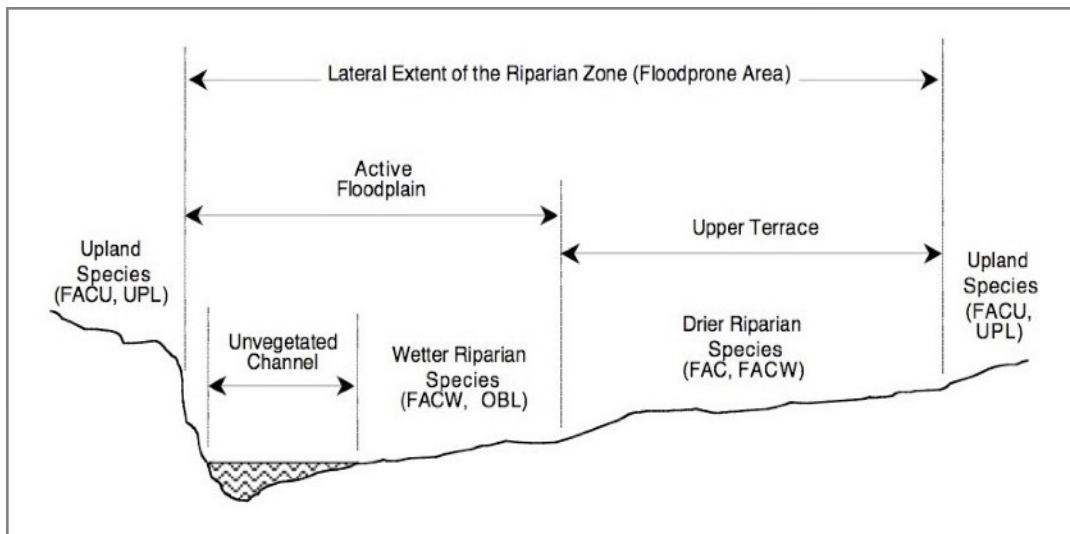 Lateral Extent of the Riparian Zone (Floodprone Area)
Active
Floodplain
Upper Terrace
Upland
Species
(FACU, UPL)
Unvegetated
Channel
Wetter Riparian
Species
(FACW, OBL)
Drier Riparian
Species
(FAC, FACW)
Upland
Species
(FACU,
UPL)